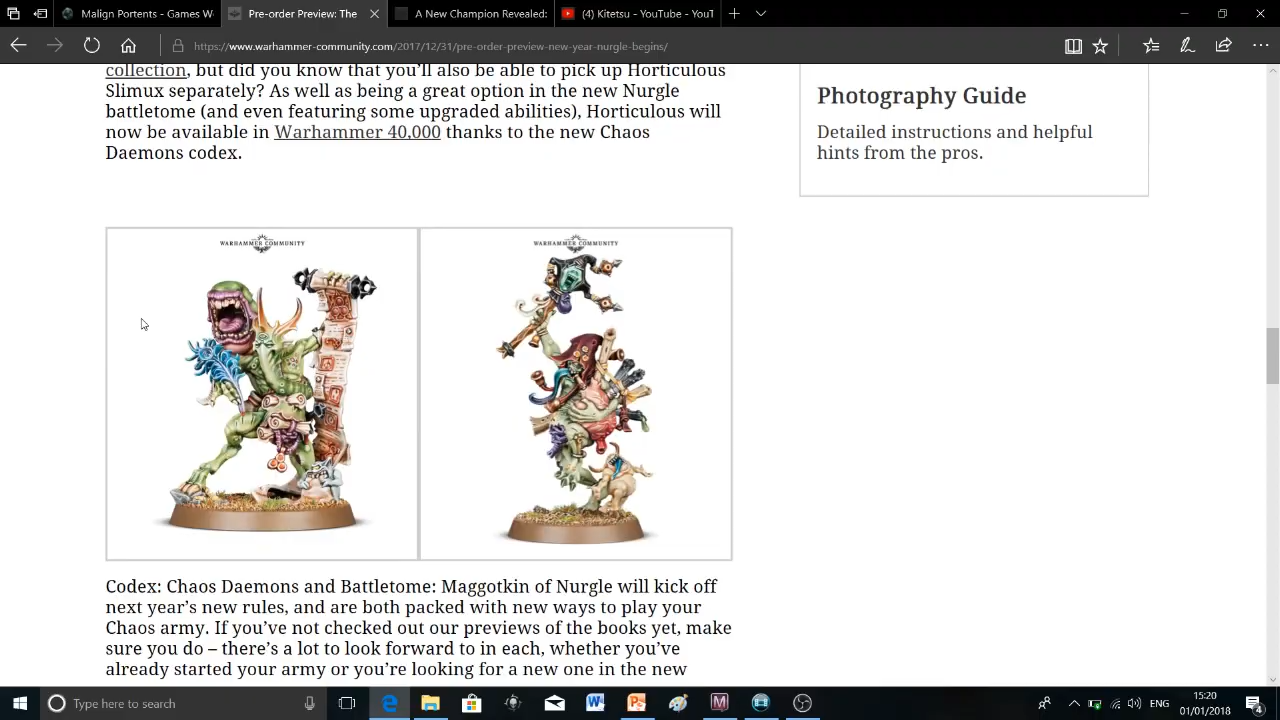 Malign Portents - Games W
Pre-order Preview: The
A New Champion Revealed:
(4) Kitetsu - YouTube - YouT
https://www.warhammer-community.com/2017/12/31/pre-order-preview-new-year-nurgle-begins/
collection, but did you know that you'll also be able to pick up Horticulous
Slimux separately? As well as being a great option in the new Nurgle
battletome (and even featuring some upgraded abilities), Horticulous will
now be available in Warhammer 40,000 thanks to the new Chaos
Daemons codex.
Photography Guide
Detailed instructions and helpful
hints from the pros.
WARHAMMER COMMUNITY
WARHAMMER COMMUNITY
Codex: Chaos Daemons and Battletome: Maggotkin of Nurgle will kick off
next year's new rules, and are both packed with new ways to play your
Chaos army. If you've not checked out our previews of the books yet, make
sure you do – there's a lot to look forward to in each, whether you've
already started your army or you're looking for a new one in the new
Type here to search
ENG
15:20
01/01/2018
4